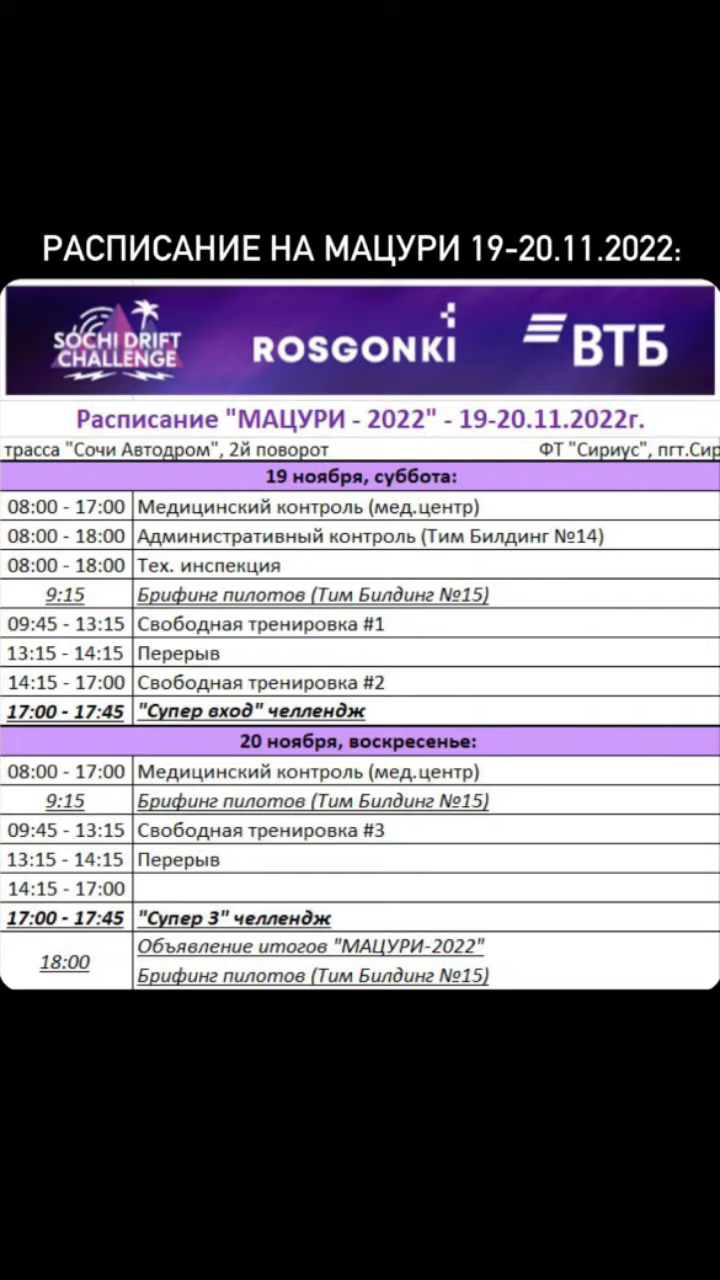 РАСПИСАНИЕ НА МАЦУРИ 19-20.11.2022:
SOCHI DRIFT
CHALLENGE
ROSGONKI
ВТБ
Расписание "МАЦУРИ - 2022" - 19-20.11.2022г.
трасса "Сочи Автодром", 2й поворот ФТ "Сириус", пгт.Сир
19 ноября, суббота:
08:00 - 17:00 Медицинский контроль (мед.центр)
08:00 - 18:00 Административный контроль (Тим Билдинг №14)
08:00 - 18:00 Тех. инспекция
9:15 Брифинг пилотов (Тим Билдинг №15)
09:45 - 13:15 Свободная тренировка #1
13:15 - 14:15 Перерыв
14:15 - 17:00 Свободная тренировка #2
17:00 - 17:45 "Супер вход" челлендж
20 ноября, воскресенье:
08:00 - 17:00 Медицинский контроль (мед.центр)
9:15 Брифинг пилотов (Тим Билдинг №15)
09:45 - 13:15 Свободная тренировка #3
13:15 - 14:15 Перерыв
14:15 - 17:00
17:00 - 17:45 "Супер 3" челлендж
18:00 Объявление итогов "МАЦУРИ-2022"
Брифинг пилотов (Тим Билдинг №15)